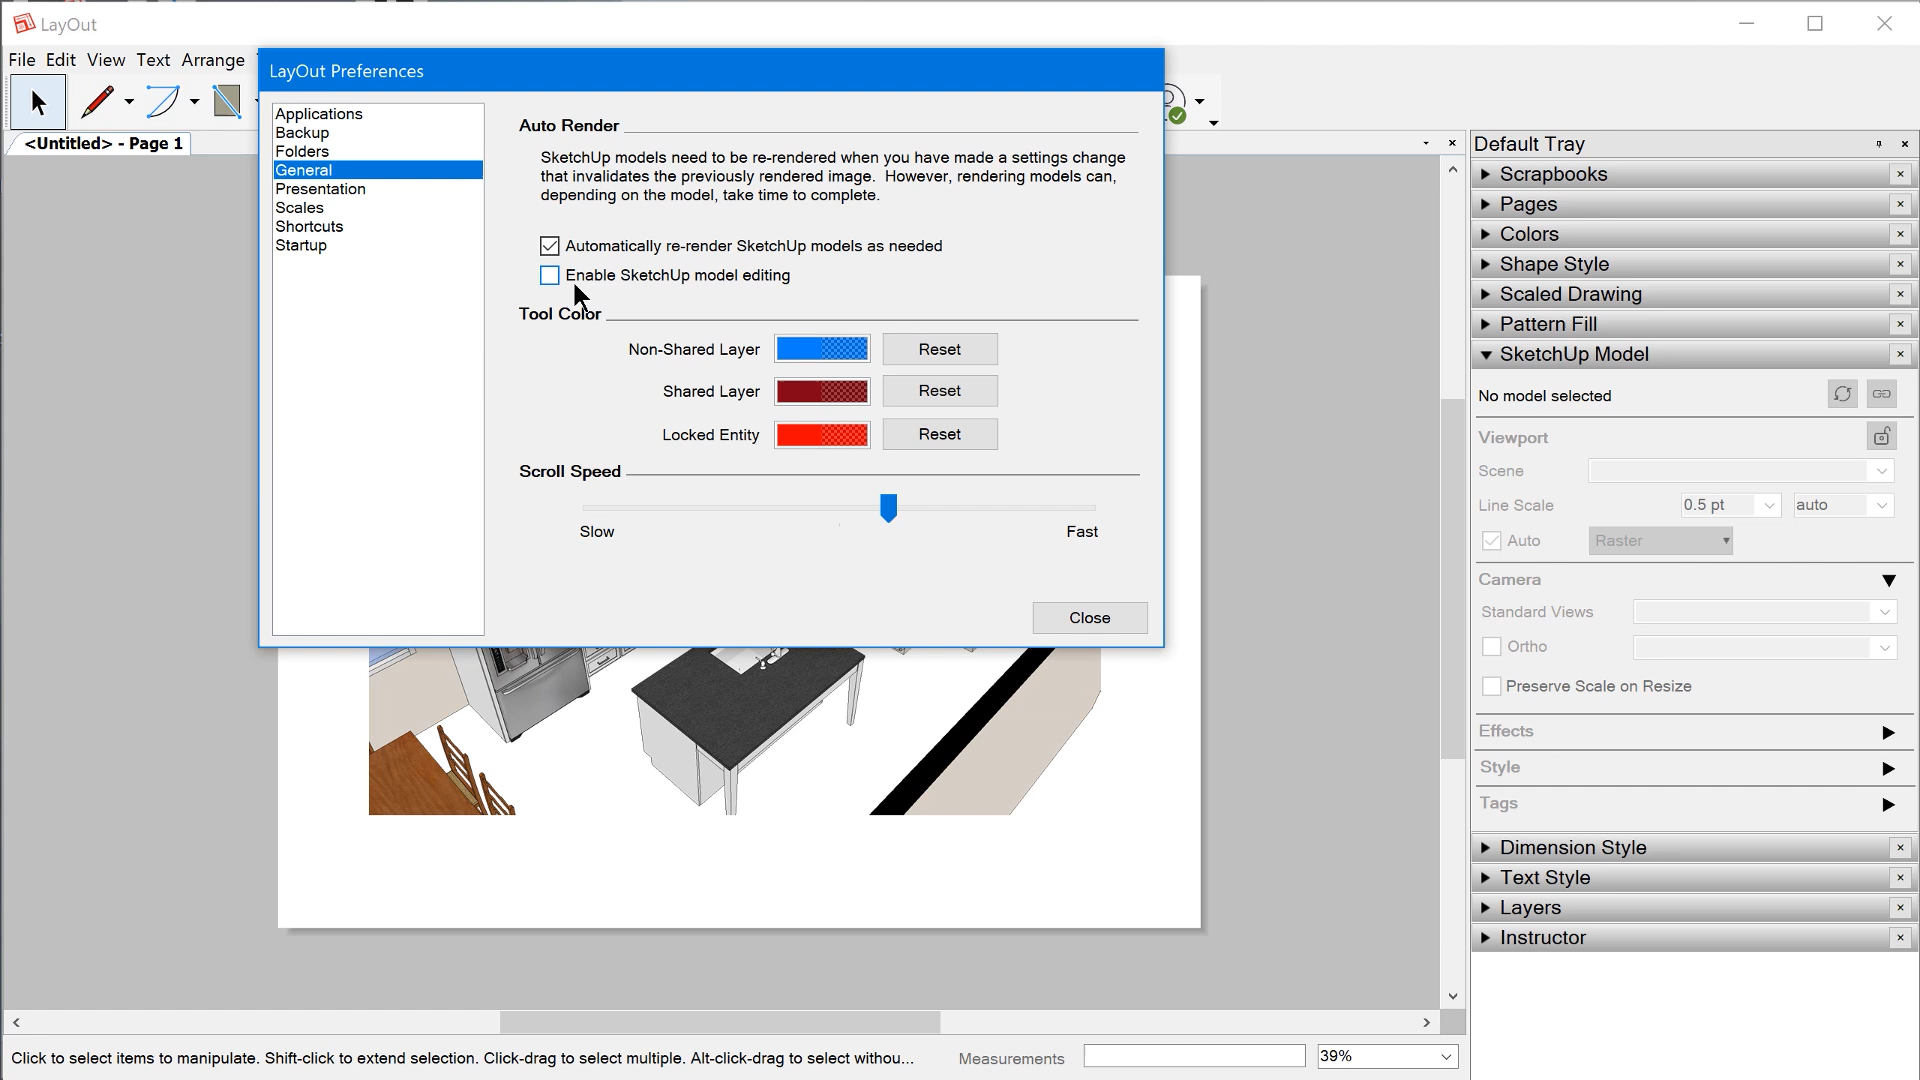 LayOut
File Edit View Text Arrange
LayOut Preferences
<Untitled> - Page 1
Applications
Backup
Folders
General
Presentation
Scales
Shortcuts
Startup
Auto Render
SketchUp models need to be re-rendered when you have made a settings change
that invalidates the previously rendered image. However, rendering models can,
depending on the model, take time to complete.
Automatically re-render SketchUp models as needed
Enable SketchUp model editing
Tool Color
Non-Shared Layer Reset
Shared Layer Reset
Locked Entity Reset
Scroll Speed
Slow Fast
Close
Default Tray
Scrapbooks
Pages
Colors
Shape Style
Scaled Drawing
Pattern Fill
SketchUp Model
No model selected
Viewport
Scene
Line Scale 0.5 pt auto
Auto Raster
Camera
Standard Views
Ortho
Preserve Scale on Resize
Effects
Style
Tags
Dimension Style
Text Style
Layers
Instructor
Click to select items to manipulate. Shift-click to extend selection. Click-drag to select multiple. Alt-click-drag to select withou... Measurements 39%